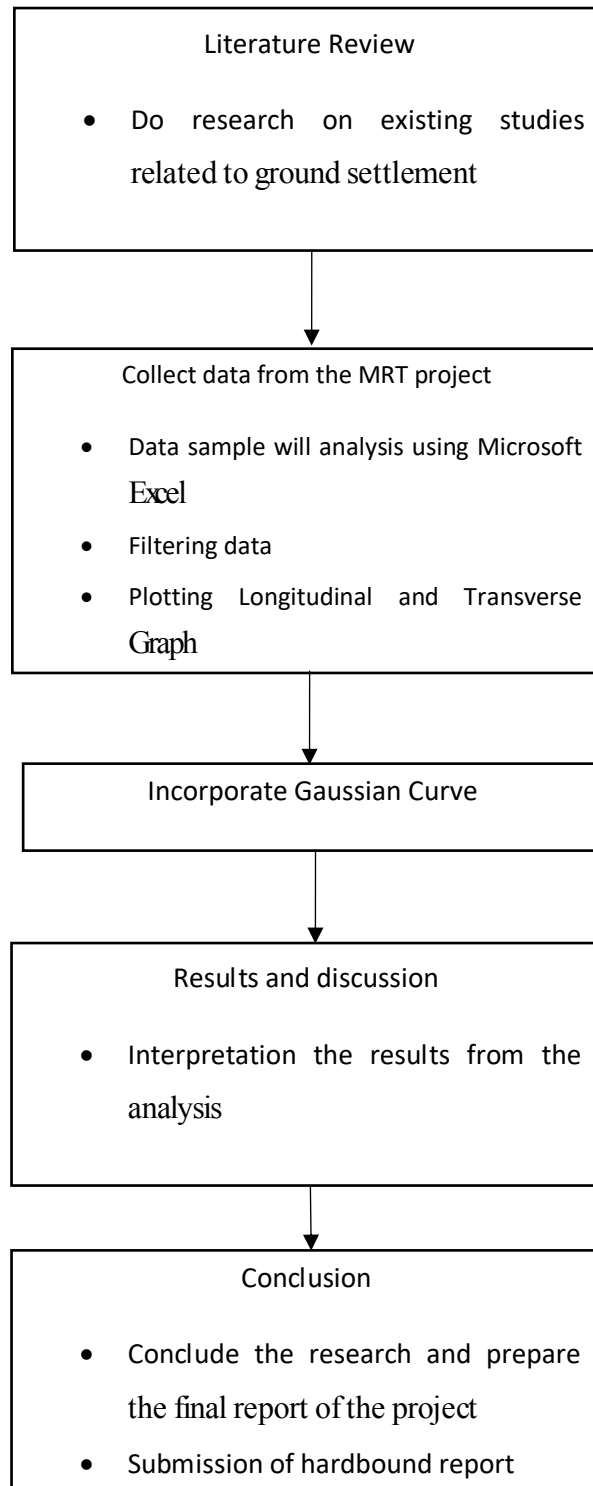 Literature Review
• Do research on existing studies
related to ground settlement
Collect data from the MRT project
• Data sample will analysis using Microsoft
Excel
• Filtering data
• Plotting Longitudinal and Transverse
Graph
Incorporate Gaussian Curve
Results and discussion
• Interpretation the results from the
analysis
Conclusion
• Conclude the research and prepare
the final report of the project
• Submission of hardbound report